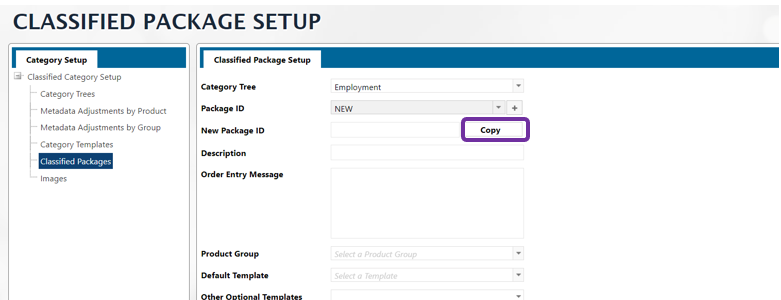 CLASSIFIED PACKAGE SETUP
Category Setup
Classified Category Setup
Category Trees
Metadata Adjustments by Product
Metadata Adjustments by Group
Category Templates
Classified Packages
Images
Classified Package Setup
Category Tree Employment
Package ID NEW +
New Package ID Copy
Description
Order Entry Message
Product Group Select a Product Group
Default Template Select a Template
Other Optional Templates